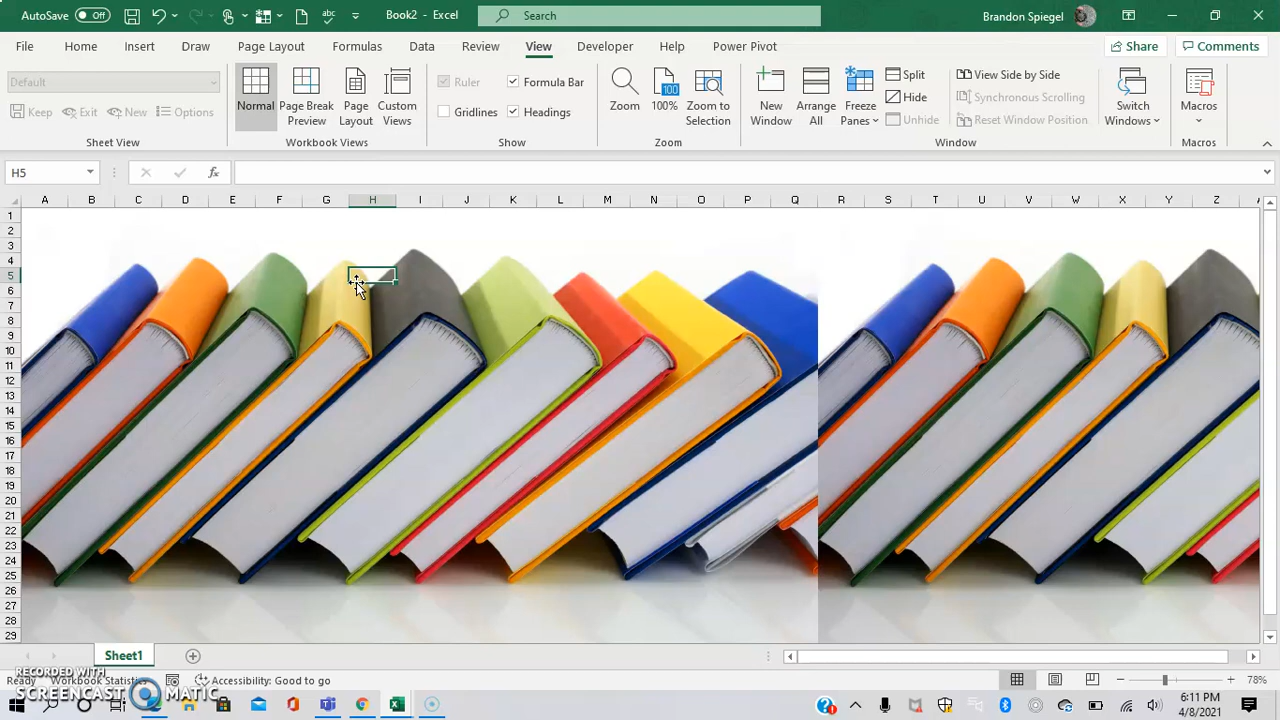 AutoSave Off Book2 - Excel Search Brandon Spiegel
File Home Insert Draw Page Layout Formulas Data Review View Developer Help Power Pivot Share Comments
Default
Keep Exit New Options
Sheet View
Normal Page Break Preview Page Layout Custom Views
Workbook Views
Ruler Formula Bar
Gridlines Headings
Show
Zoom 100 100% Zoom to Selection
Zoom
New Window Arrange All Freeze Panes
Split View Side by Side
Hide Synchronous Scrolling
Unhide Reset Window Position
Switch Windows
Window
Macros
Macros
H5 fx
A B C D E F G H I J K L M N O P Q R S T U V W X Y Z
1
2
3
4
5
6
7
8
9
10
11
12
13
14
15
16
17
18
19
20
21
22
23
24
25
26
27
28
29
Sheet1
Ready Workbook Statistics Accessibility: Good to go 78%
RECORDED WITH
SCREENCAST MATIC
6:11 PM
4/8/2021